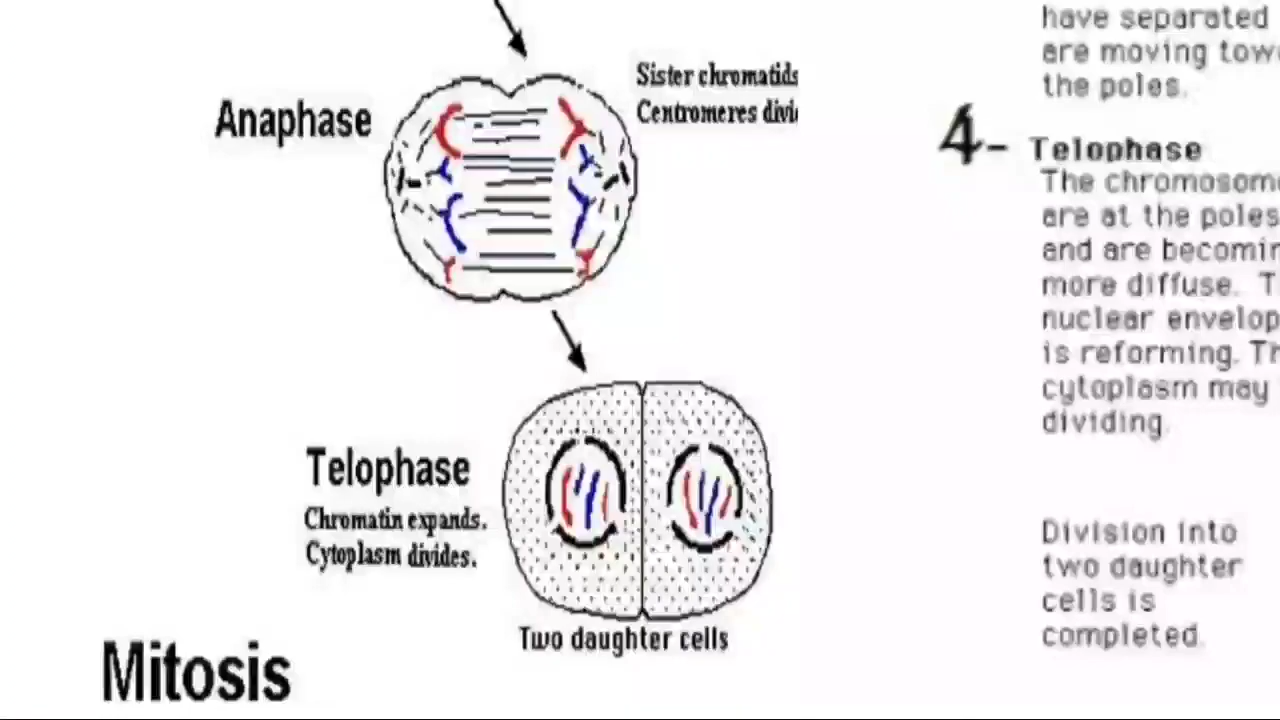 Anaphase
Sister chromatids
Centromeres divi
Telophase
Chromatin expands.
Cytoplasm divides.
Two daughter cells
Mitosis
have separated
are moving tow
the poles.
4- Telophase
The chromosom
are at the poles
and are becomin
more diffuse. T
nuclear envelop
is reforming. Th
cytoplasm may
dividing.
Division into
two daughter
cells is
completed.